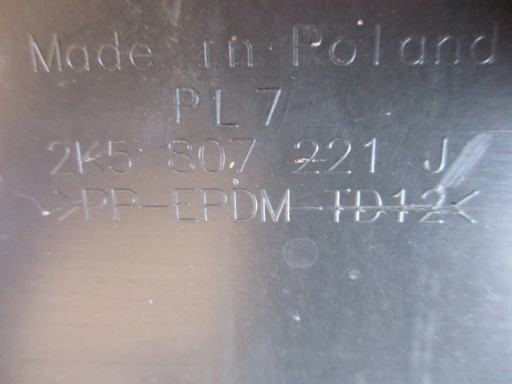 Made in Poland
PL7
2K5 807 221 J
>PP-EPDM-TD12<